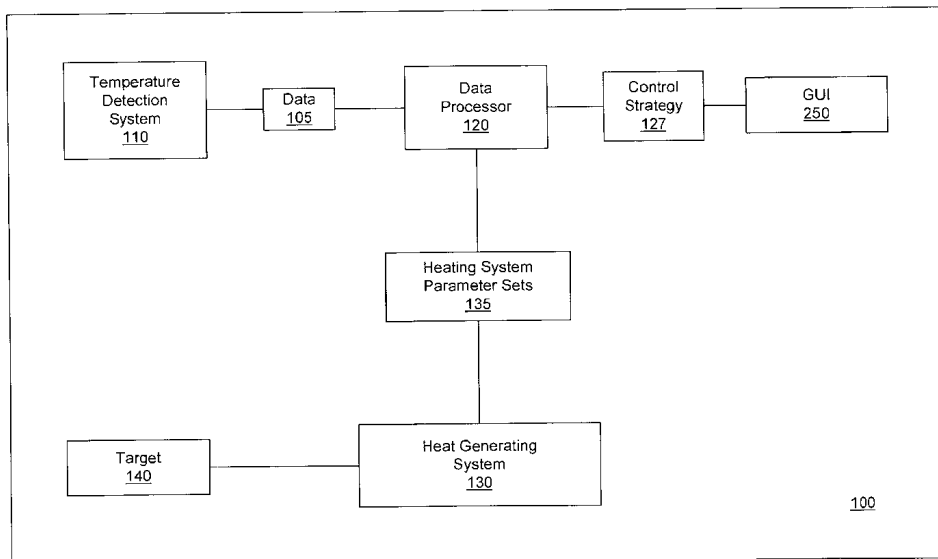 Temperature
Detection
System
110
Data
105
Data
Processor
120
Control
Strategy
127
GUI
250
Heating System
Parameter Sets
135
Target
140
Heat Generating
System
130
100